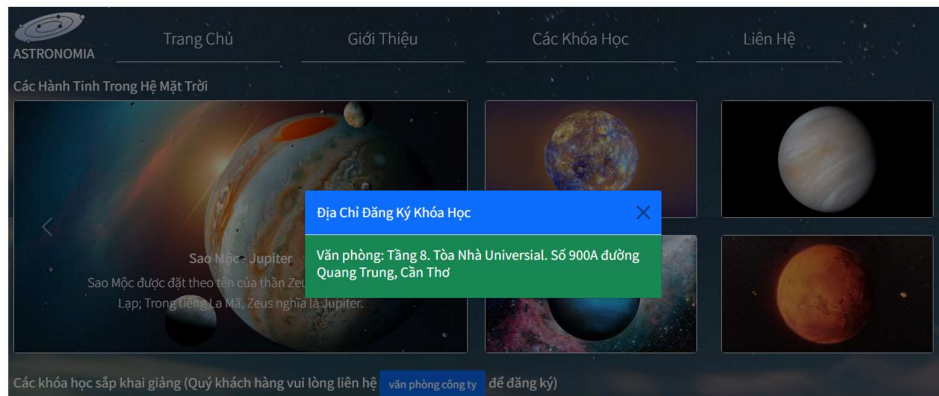 ASTRONOMIA
Trang Chủ
Giới Thiệu
Các Khóa Học
Liên Hệ
Các Hành Tinh Trong Hệ Mặt Trời
Sao Mộc - Jupiter
Sao Mộc được đặt theo tên của thần Zeu
Lạp; Trong tiếng La Mã, Zeus nghĩa là Jupiter.
Địa Chỉ Đăng Ký Khóa Học
Văn phòng: Tầng 8. Tòa Nhà Universial. Số 900A đường
Quang Trung, Cần Thơ
Các khóa học sắp khai giảng (Quý khách hàng vui lòng liên hệ văn phòng công ty để đăng ký)